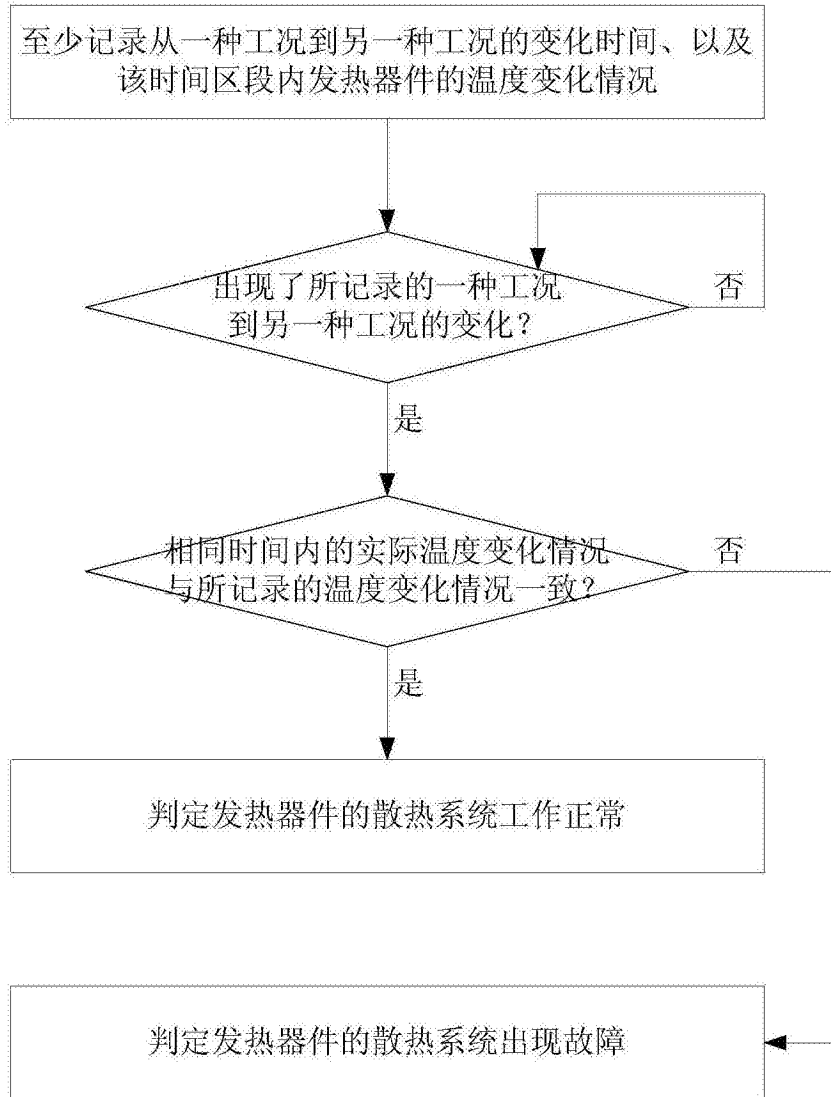 至少记录从一种工况到另一种工况的变化时间、以及
该时间区段内发热器件的温度变化情况
出现了所记录的一种工况
到另一种工况的变化？
否
是
相同时间内的实际温度变化情况
与所记录的温度变化情况一致？
否
是
判定发热器件的散热系统工作正常
判定发热器件的散热系统出现故障